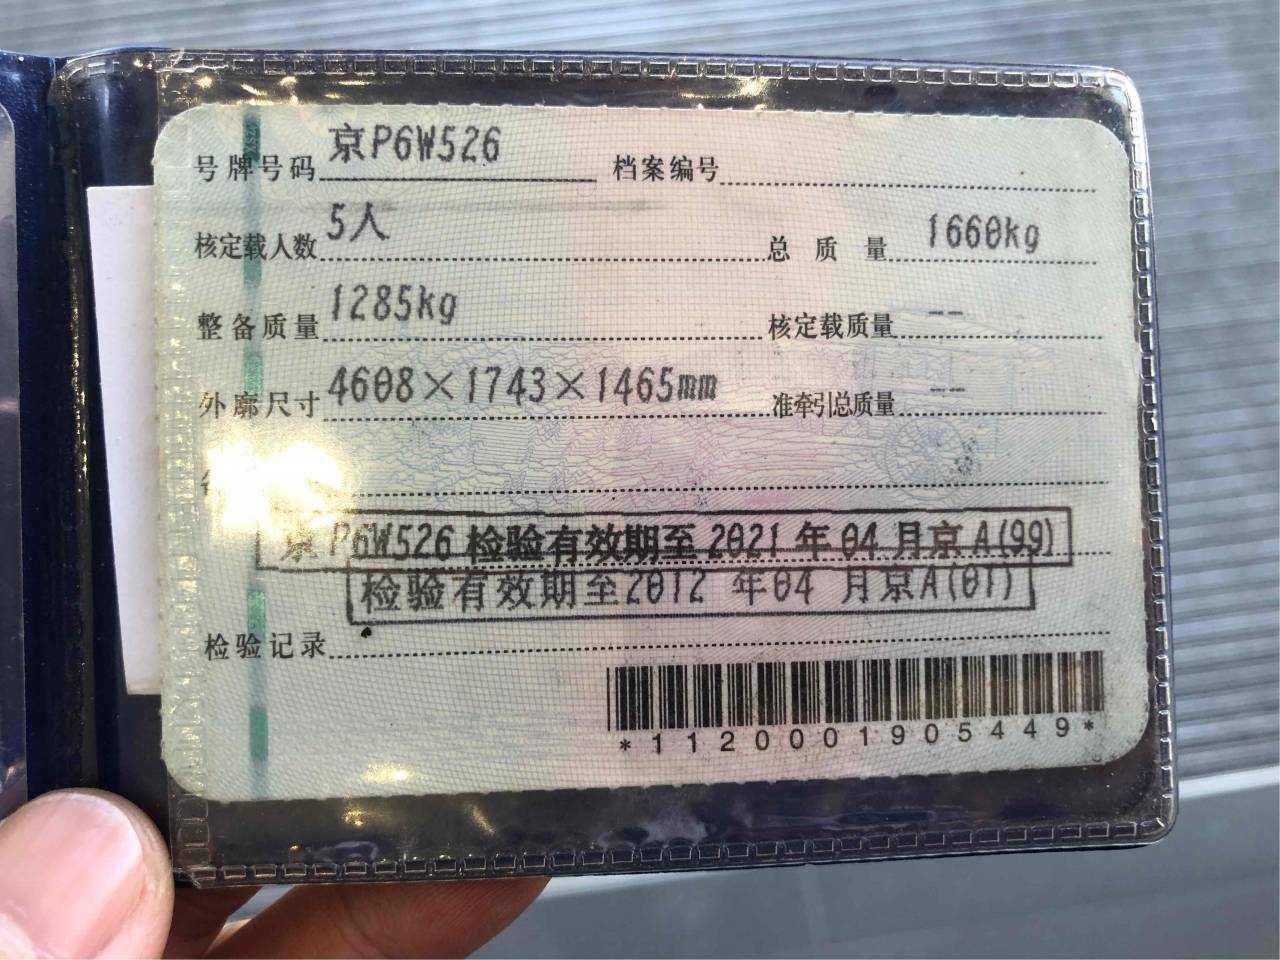 号牌号码 京P6W526 档案编号
核定载人数 5人 总质量 1660kg
整备质量 1285kg 核定载质量 --
外廓尺寸 4608×1743×1465mm 准牵引总质量 --
京P6W526 检验有效期至 2021 年 04 月京A(99)
检验有效期至2012 年04 月京A(01)
检验记录
*1120001905449*